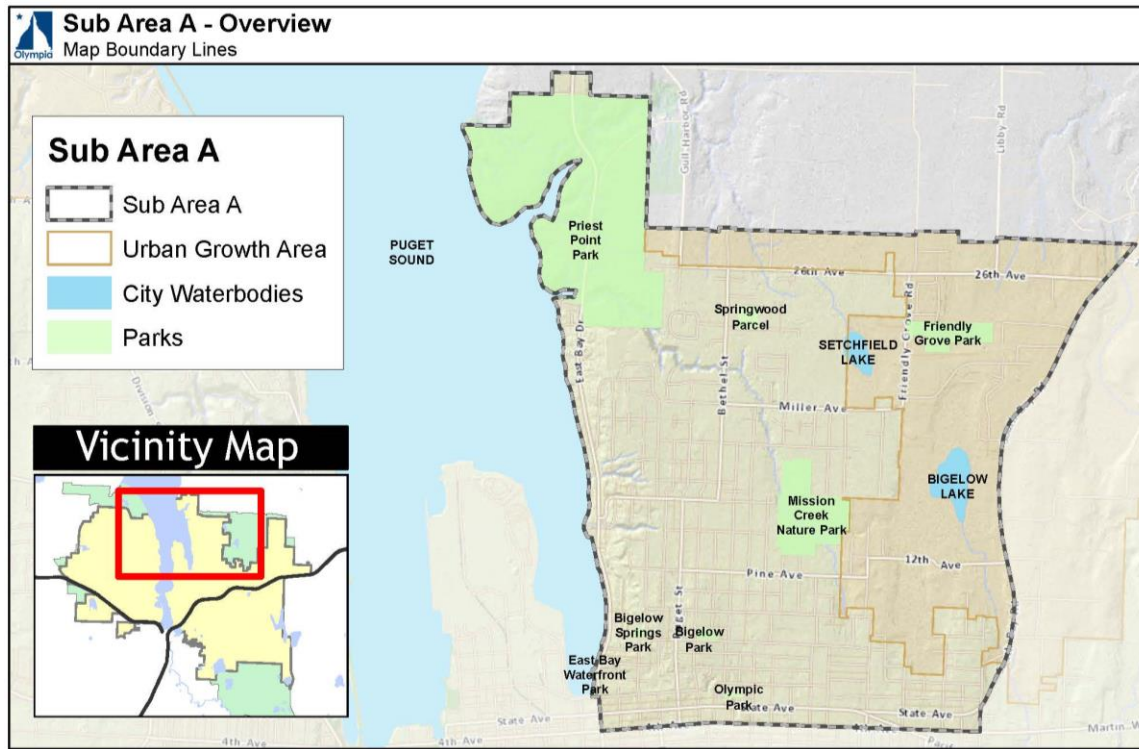 Sub Area A - Overview
Map Boundary Lines
Olympia
Sub Area A
Sub Area A
Urban Growth Area
City Waterbodies
Parks
Vicinity Map
PUGET
SOUND
Priest
Point
Park
Gull Harbor Rd
Libby Rd
26th Ave
26th Ave
Springwood
Parcel
SETCHFIELD
LAKE
Friendly Grove Rd
Friendly
Grove Park
East Bay Dr
Bethel St
Miller Ave
BIGELOW
LAKE
Mission
Creek
Nature Park
12th Ave
Pine Ave
Bigelow
Springs
Park
Bigelow
Park
East Bay
Waterfront
Park
Olympic
Park
State Ave
State Ave
State Ave
4th Ave
4th Ave
4th Ave
Martin W
Division